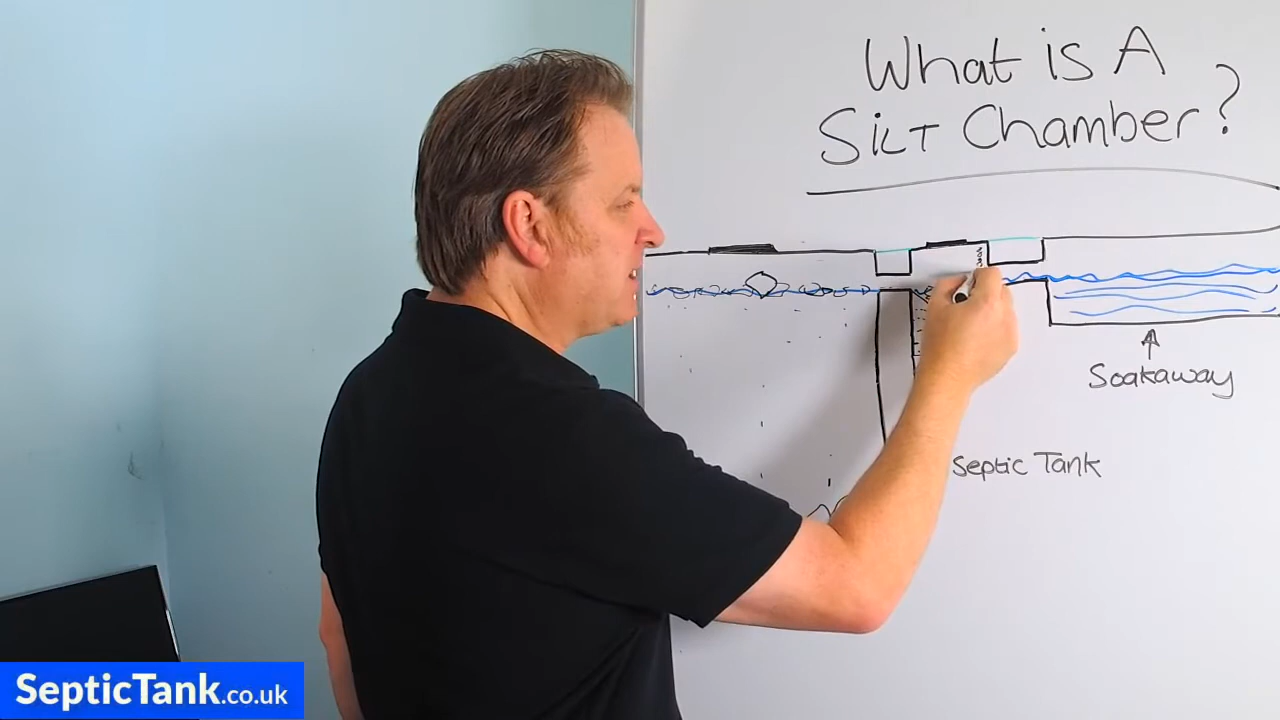 What is A
SiLT Chamber?
Soakaway
Septic Tank
SepticTank.co.uk